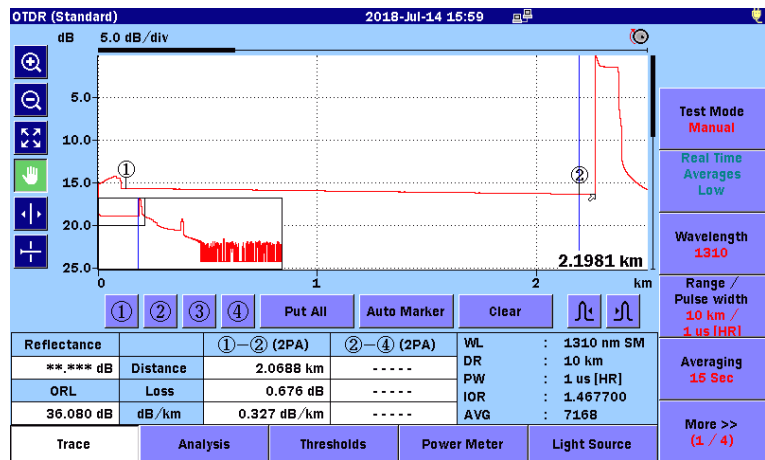 OTDR (Standard) 2018-Jul-14 15:59
dB 5.0 dB/div
5.0
10.0
15.0
20.0
25.0
①
②
2.1981 km
0 1 2 km
① ② ③ ④ Put All Auto Marker Clear
Reflectance ①-② (2PA) ②-④ (2PA)
**.*** dB Distance 2.0688 km -----
ORL Loss 0.676 dB -----
36.080 dB dB/km 0.327 dB/km -----
WL : 1310 nm SM
DR : 10 km
PW : 1 us [HR]
IOR : 1.467700
AVG : 7168
Trace Analysis Thresholds Power Meter Light Source
Test Mode
Manual
Real Time
Averages
Low
Wavelength
1310
Range /
Pulse width
10 km /
1 us [HR]
Averaging
15 Sec
More >>
(1 / 4)